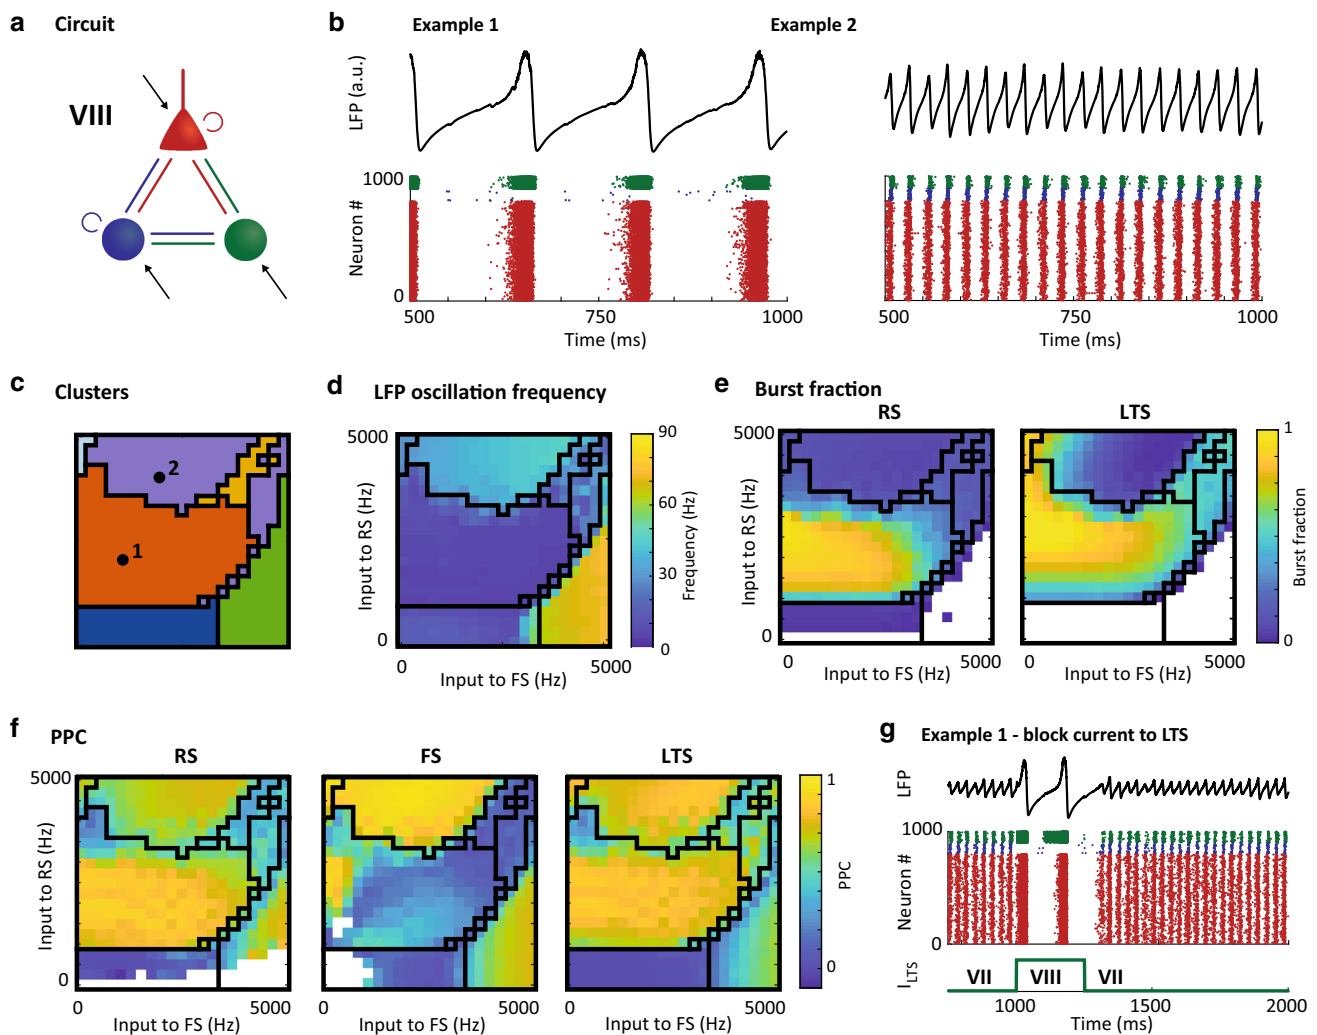 a Circuit
VIII
b Example 1 Example 2
LFP (a.u.)
Neuron #
1000
0
500 750 1000
Time (ms)
500 750 1000
Time (ms)
c Clusters
2
1
d LFP oscillation frequency
5000
0
Input to RS (Hz)
0 5000
Input to FS (Hz)
90
60
30
0
Frequency (Hz)
e Burst fraction
RS LTS
5000
0
Input to RS (Hz)
0 5000
Input to FS (Hz)
0 5000
Input to FS (Hz)
1
0
Burst fraction
f PPC
RS FS LTS
5000
0
Input to RS (Hz)
0 5000
Input to FS (Hz)
0 5000
Input to FS (Hz)
0 5000
Input to FS (Hz)
1
0
PPC
g Example 1 - block current to LTS
LFP
1000
0
Neuron #
I LTS
VII VIII VII
1000 1500 2000
Time (ms)